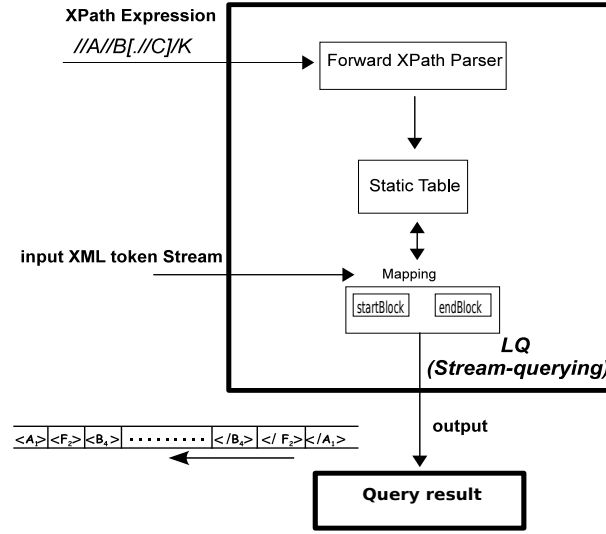 XPath Expression
//A//B[.//C]/K
Forward XPath Parser
Static Table
input XML token Stream
Mapping
startBlock endBlock
LQ
(Stream-querying)
output
<A₁> <F₂> <B₄> ......... </B₄> </ F₂> </A₁>
Query result